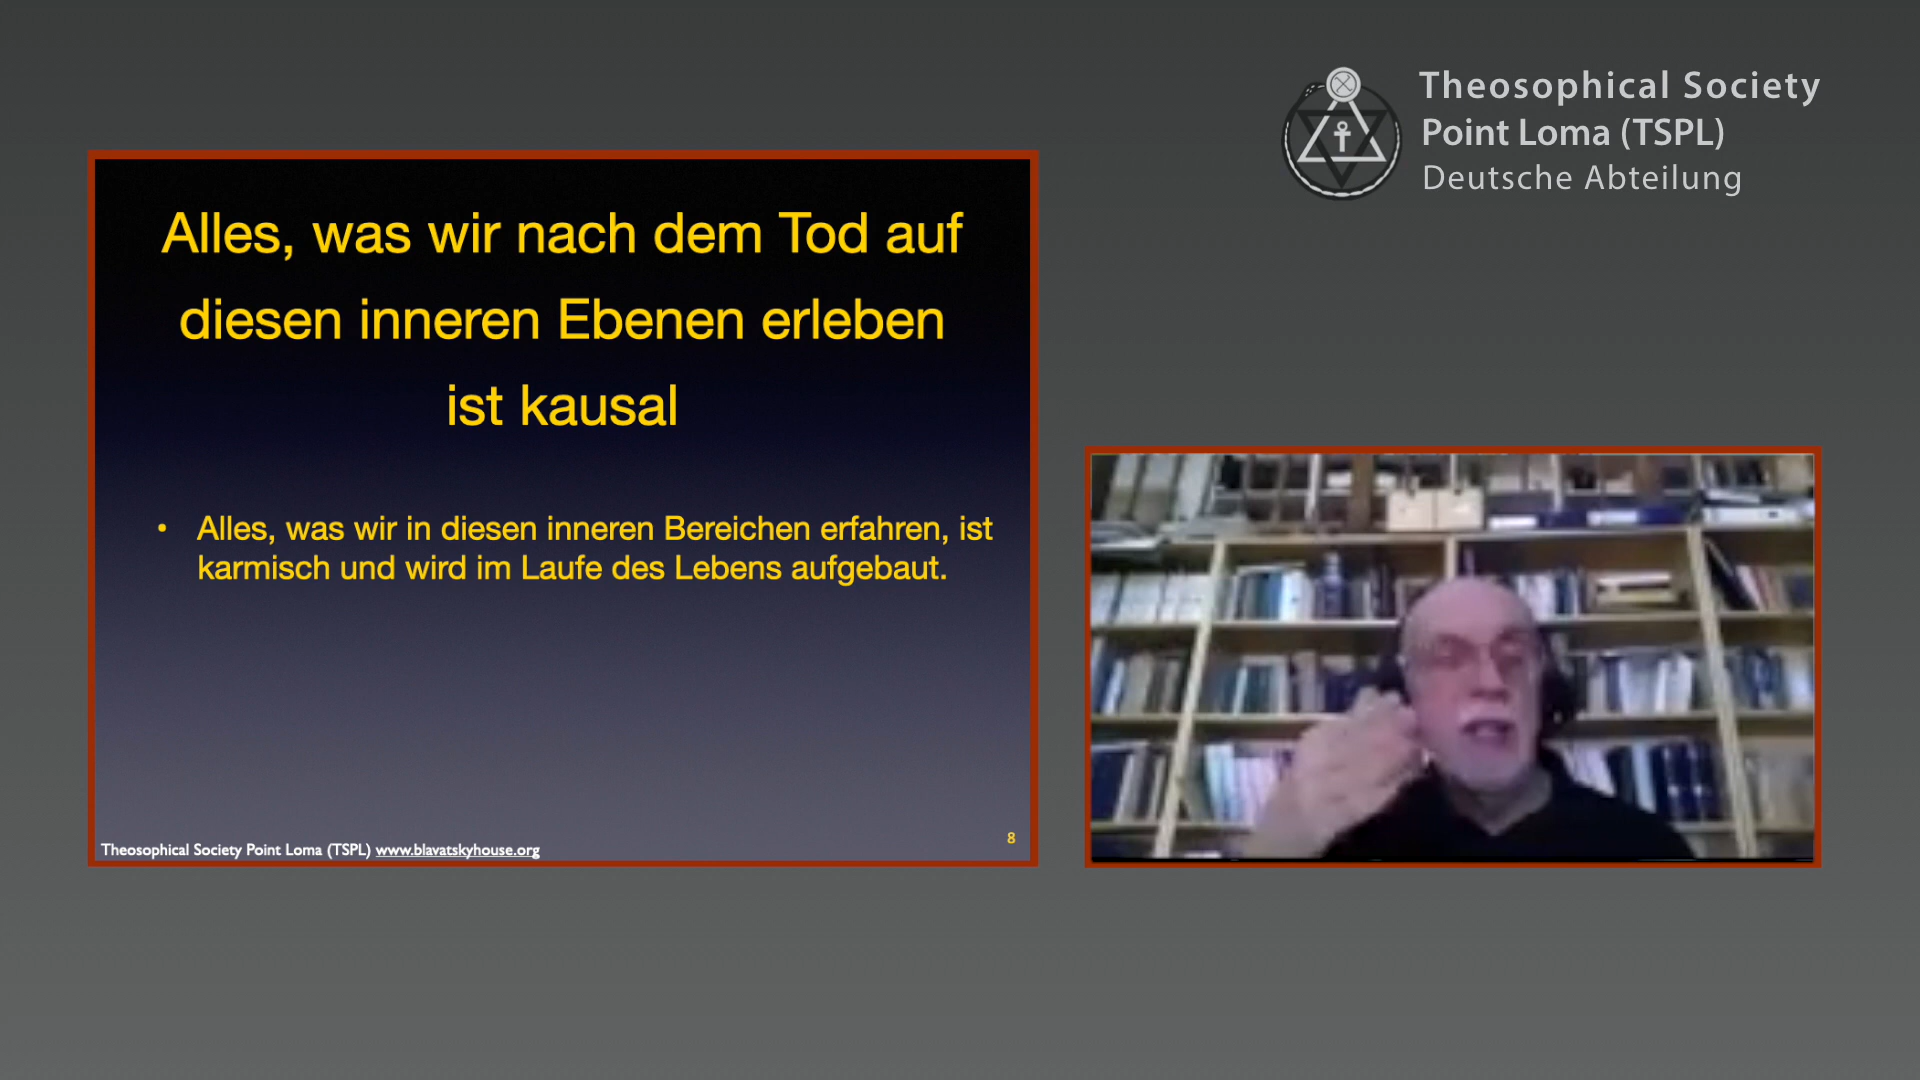 Theosophical Society
Point Loma (TSPL)
Deutsche Abteilung
Alles, was wir nach dem Tod auf
diesen inneren Ebenen erleben
ist kausal
• Alles, was wir in diesen inneren Bereichen erfahren, ist
karmisch und wird im Laufe des Lebens aufgebaut.
Theosophical Society Point Loma (TSPL) www.blavatskyhouse.org
8